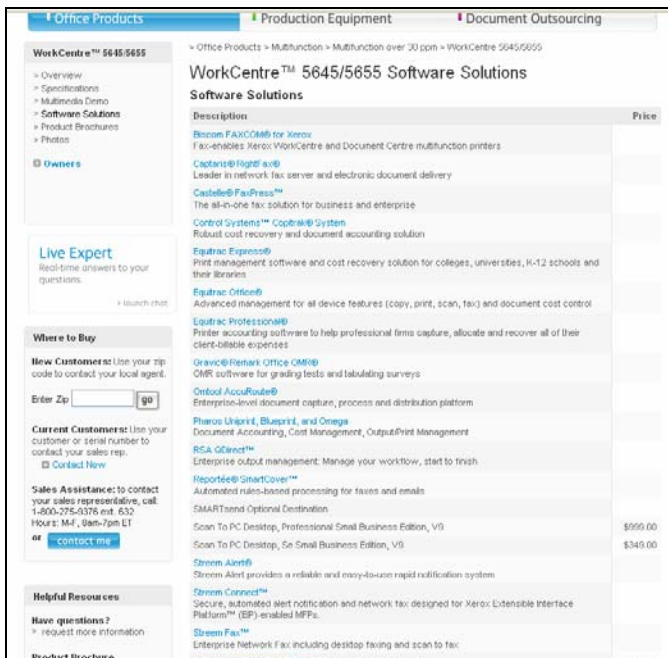 Office Products
Production Equipment
Document Outsourcing
WorkCentre™ 5645/5655
» Overview
» Specifications
» Multimedia Demo
» Software Solutions
» Product Brochures
» Photos
Owners
Live Expert
Real-time answers to your
questions.
» launch chat
Where to Buy
New Customers: Use your zip
code to contact your local agent.
Enter Zip
go
Current Customers: Use your
customer or serial number to
contact your sales rep.
Contact Now
Sales Assistance: to contact
your sales representative, call:
1-800-275-9376 ext. 632
Hours: M-F, 8am-7pm ET
or contact me
Helpful Resources
Have questions?
» request more information
Product Brochure
» Office Products > Multifunction > Multifunction over 30 ppm > WorkCentre 5645/5655
WorkCentre™ 5645/5655 Software Solutions
Software Solutions
Description Price
Biscom FAXCOM® for Xerox
Fax-enables Xerox WorkCentre and Document Centre multifunction printers
Captaris® RightFax®
Leader in network fax server and electronic document delivery
Castelle® FaxPress™
The all-in-one fax solution for business and enterprise
Control Systems™ Copitrak® System
Robust cost recovery and document accounting solution
Equitrac Express®
Print management software and cost recovery solution for colleges, universities, K-12 schools and
their libraries
Equitrac Office®
Advanced management for all device features (copy, print, scan, fax) and document cost control
Equitrac Professional®
Printer accounting software to help professional firms capture, allocate and recover all of their
client-billable expenses
Gravic® Remark Office OMR®
OMR software for grading tests and tabulating surveys
Omtool AccuRoute®
Enterprise-level document capture, process and distribution platform
Pharos Uniprint, Blueprint, and Omega
Document Accounting, Cost Management, Output/Print Management
RSA QDirect™
Enterprise output management: Manage your workflow, start to finish
Reportée® SmartCover™
Automated rules-based processing for faxes and emails
SMARTsend Optional Destination
Scan To PC Desktop, Professional Small Business Edition, V9 $999.00
Scan To PC Desktop, Se Small Business Edition, V9 $349.00
Streem Alert®
Streem Alert provides a reliable and easy-to-use rapid notification system
Streem Connect™
Secure, automated alert notification and network fax designed for Xerox Extensible Interface
Platform™ (EIP)-enabled MFPs.
Streem Fax™
Enterprise Network Fax including desktop faxing and scan to fax